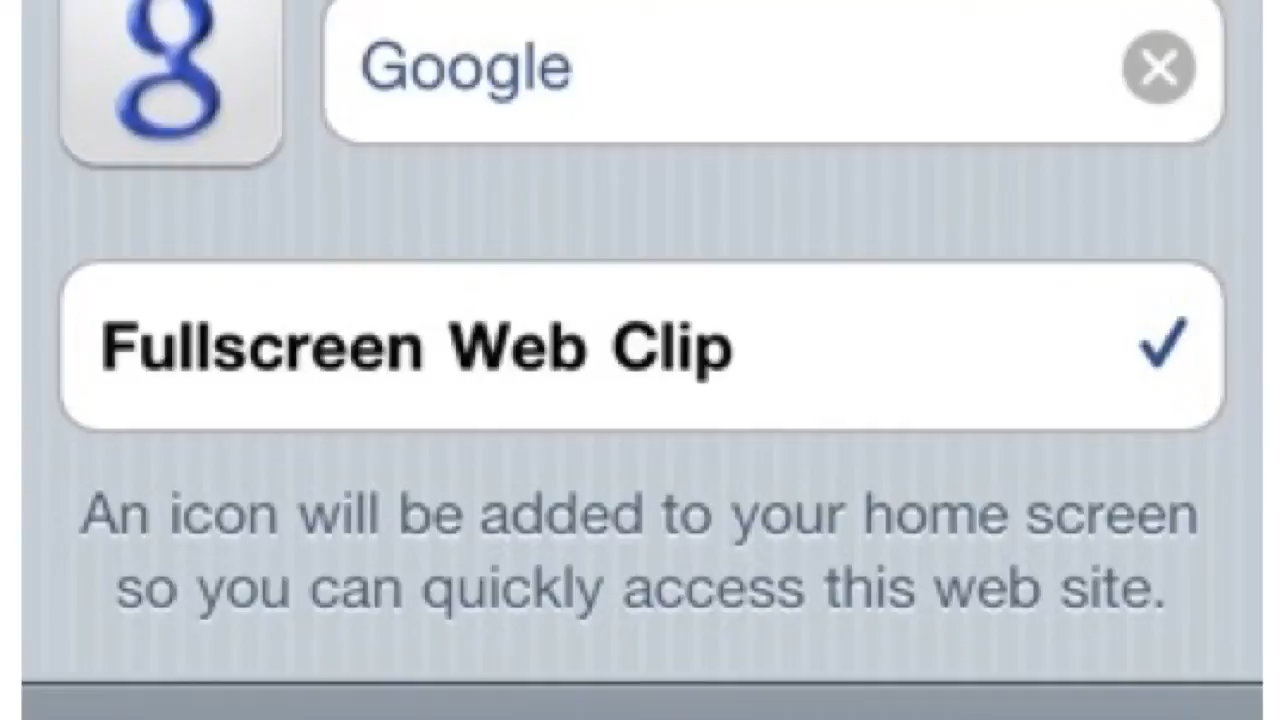 Google
Fullscreen Web Clip
An icon will be added to your home screen
so you can quickly access this web site.